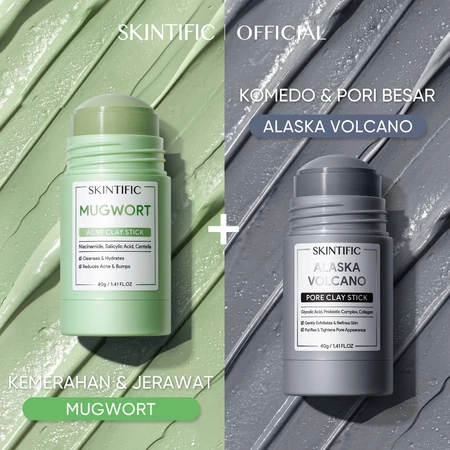 SKINTIFIC | OFFICIAL
KOMEDO & PORI BESAR
ALASKA VOLCANO
SKINTIFIC
MUGWORT
ACNE CLAY STICK
Niacinamide, Salicylic Acid, Centella
Cleanses & Hydrates
Reduces Acne & Bumps
40g / 1.41 FL.OZ
SKINTIFIC
ALASKA
VOLCANO
PORE CLAY STICK
Glycolic Acid, Probiotic Complex, Collagen
Gently Exfoliates & Refines Skin
Purifies & Tightens Pore Appearance
40g / 1.41 FL.OZ
+
KEMERAHAN & JERAWAT
MUGWORT